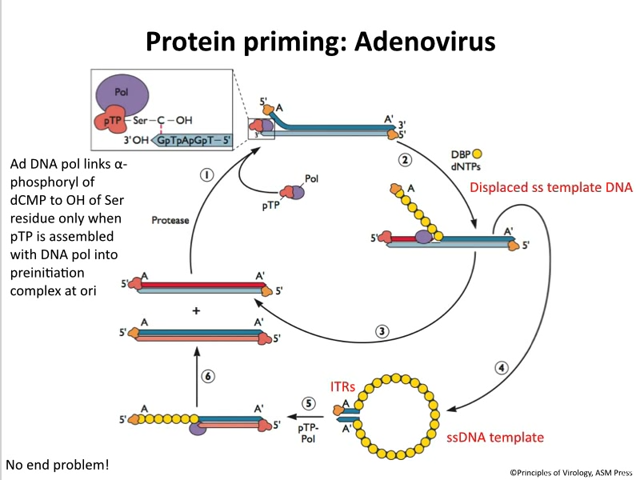 Protein priming: Adenovirus
Pol
pTP
Ser
C
OH
3' OH
GpTpApGpT
5'
5'
A
A'
3'
5'
3'
①
②
DBP
dNTPs
Displaced ss template DNA
Ad DNA pol links α-
phosphoryl of
dCMP to OH of Ser
residue only when
pTP is assembled
with DNA pol into
preinitiation
complex at ori
Protease
Pol
pTP
A
A'
5'
5'
A
A'
5'
+
③
5'
A
A'
5'
④
⑥
ITRs
5'
A
A'
5'
⑤
pTP-
Pol
A
A'
ssDNA template
No end problem!
©Principles of Virology, ASM Press